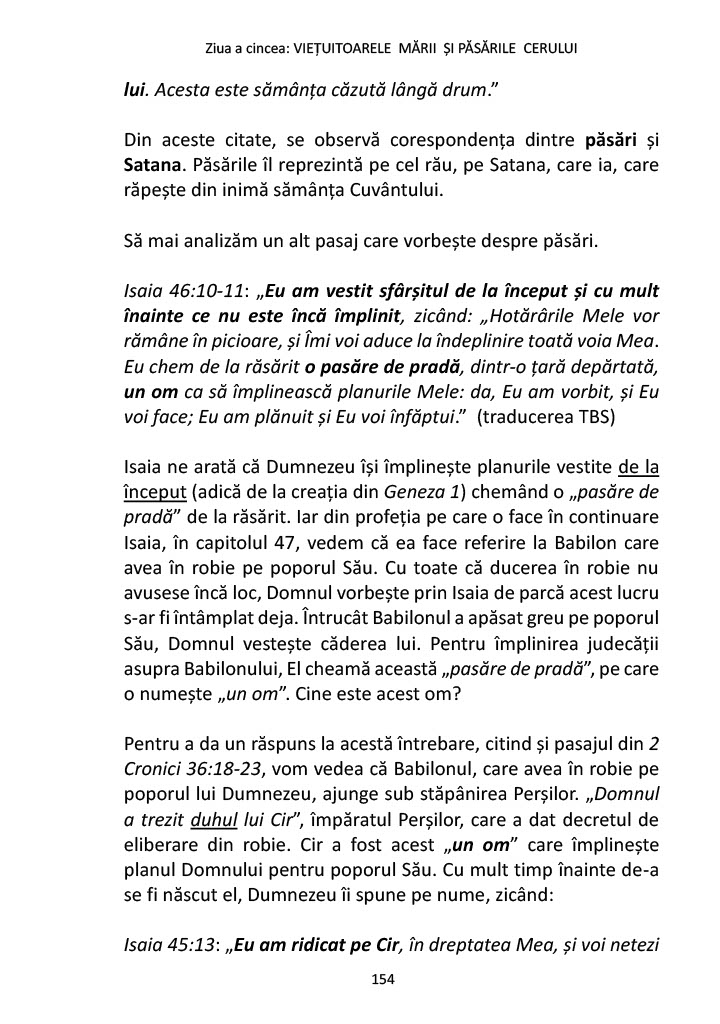 Ziua a cincea: VIEȚUITOARELE MĂRII ȘI PĂSĂRILE CERULUI
lui. Acesta este sămânța căzută lângă drum.”
Din aceste citate, se observă corespondența dintre păsări și
Satana. Păsările îl reprezintă pe cel rău, pe Satana, care ia, care
răpește din inimă sămânța Cuvântului.
Să mai analizăm un alt pasaj care vorbește despre păsări.
Isaia 46:10-11: „Eu am vestit sfârșitul de la început și cu mult
înainte ce nu este încă împlinit, zicând: „Hotărârile Mele vor
rămâne în picioare, și Îmi voi aduce la îndeplinire toată voia Mea.
Eu chem de la răsărit o pasăre de pradă, dintr-o țară depărtată,
un om ca să împlinească planurile Mele: da, Eu am vorbit, și Eu
voi face; Eu am plănuit și Eu voi înfăptui.” (traducerea TBS)
Isaia ne arată că Dumnezeu își împlinește planurile vestite de la
început (adică de la creația din Geneza 1) chemând o „pasăre de
pradă” de la răsărit. Iar din profeția pe care o face în continuare
Isaia, în capitolul 47, vedem că ea face referire la Babilon care
avea în robie pe poporul Său. Cu toate că ducerea în robie nu
avusese încă loc, Domnul vorbește prin Isaia de parcă acest lucru
s-ar fi întâmplat deja. Întrucât Babilonul a apăsat greu pe poporul
Său, Domnul vestește căderea lui. Pentru împlinirea judecății
asupra Babilonului, El cheamă această „pasăre de pradă”, pe care
o numește „un om”. Cine este acest om?
Pentru a da un răspuns la acestă întrebare, citind și pasajul din 2
Cronici 36:18-23, vom vedea că Babilonul, care avea în robie pe
poporul lui Dumnezeu, ajunge sub stăpânirea Perșilor. „Domnul
a trezit duhul lui Cir”, împăratul Perșilor, care a dat decretul de
eliberare din robie. Cir a fost acest „un om” care împlinește
planul Domnului pentru poporul Său. Cu mult timp înainte de-a
se fi născut el, Dumnezeu îi spune pe nume, zicând:
Isaia 45:13: „Eu am ridicat pe Cir, în dreptatea Mea, și voi netezi
154